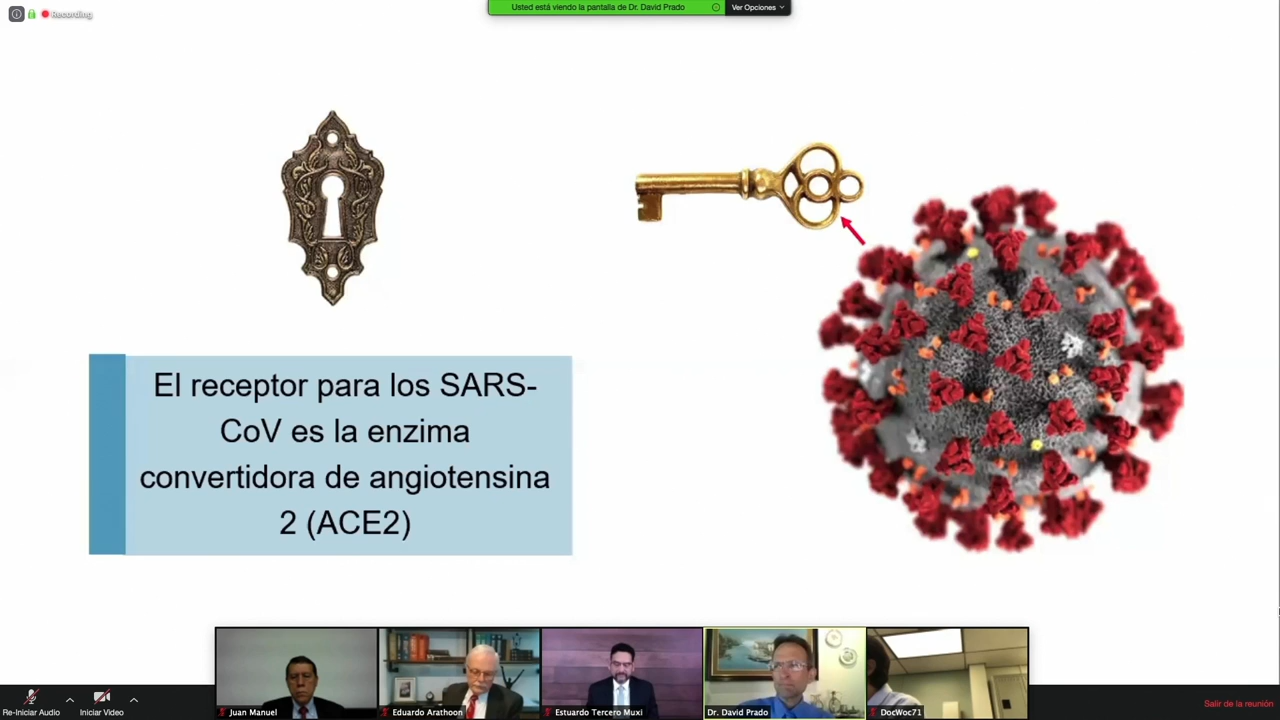 Recording
Usted está viendo la pantalla de Dr. David Prado
Ver Opciones
El receptor para los SARS-
CoV es la enzima
convertidora de angiotensina
2 (ACE2)
Juan Manuel
Eduardo Arathoon
Estuardo Tercero Muxi
Dr. David Prado
DocWoc71
Re-Iniciar Audio
Iniciar Video
Salir de la reunión